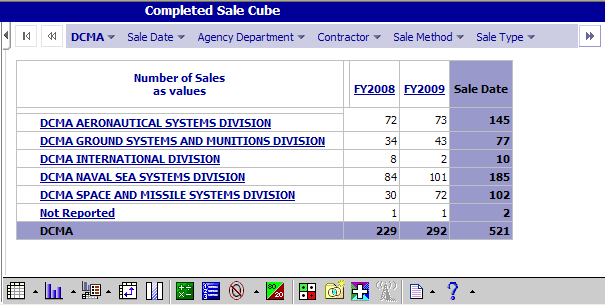 Completed Sale Cube
DCMA Sale Date Agency Department Contractor Sale Method Sale Type
Number of Sales
as values FY2008 FY2009 Sale Date
DCMA AERONAUTICAL SYSTEMS DIVISION 72 73 145
DCMA GROUND SYSTEMS AND MUNITIONS DIVISION 34 43 77
DCMA INTERNATIONAL DIVISION 8 2 10
DCMA NAVAL SEA SYSTEMS DIVISION 84 101 185
DCMA SPACE AND MISSILE SYSTEMS DIVISION 30 72 102
Not Reported 1 1 2
DCMA 229 292 521
80
20
?